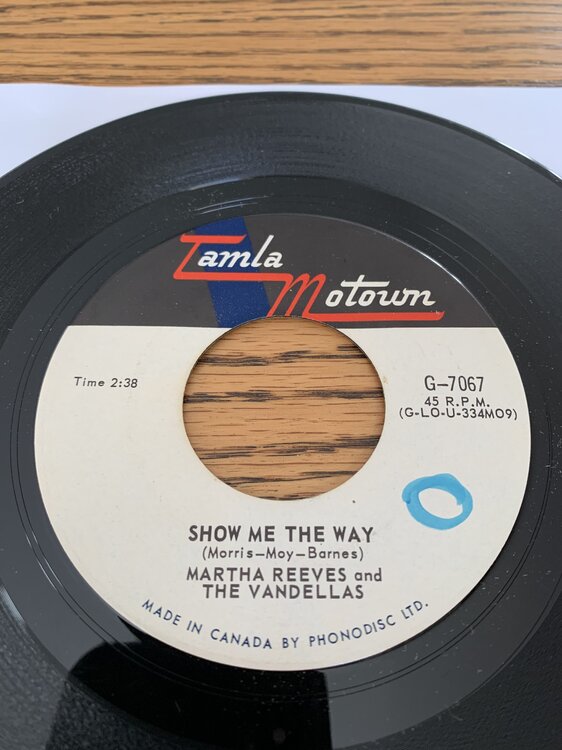 Tamla
Motown
Time 2:38
G-7067
45 R.P.M.
(G-LO-U-334MO9)
SHOW ME THE WAY
(Morris-Moy-Barnes)
MARTHA REEVES and
THE VANDELLAS
MADE IN CANADA BY PHONODISC LTD.